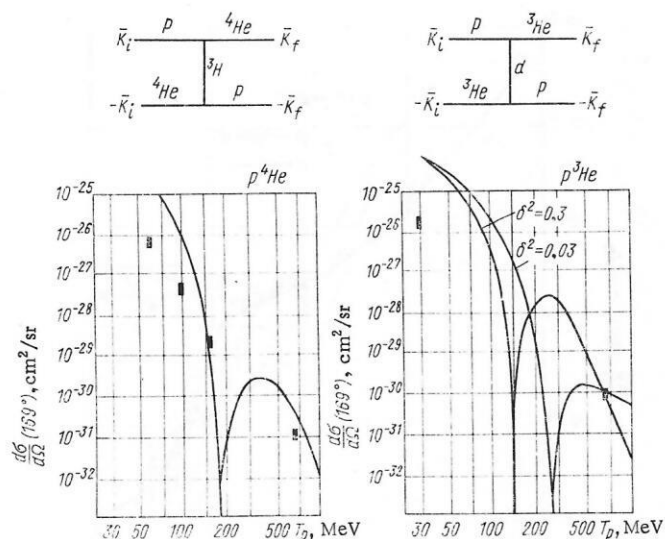 p ⁴He
K̄i K̄f
³H
⁴He p
-K̄i -K̄f
p ³He
K̄i K̄f
d
³He p
-K̄i -K̄f
p⁴He
10⁻²⁵
10⁻²⁶
10⁻²⁷
10⁻²⁸
10⁻²⁹
10⁻³⁰
10⁻³¹
10⁻³²
dσ/dΩ (169°), cm²/sr
30 50 100 200 500 Tp, MeV
p³He
10⁻²⁵
10⁻²⁶
10⁻²⁷
10⁻²⁸
10⁻²⁹
10⁻³⁰
10⁻³¹
10⁻³²
δ²=0.3
δ²=0.03
dσ/dΩ (169°), cm²/sr
30 50 100 200 500 Tp, MeV